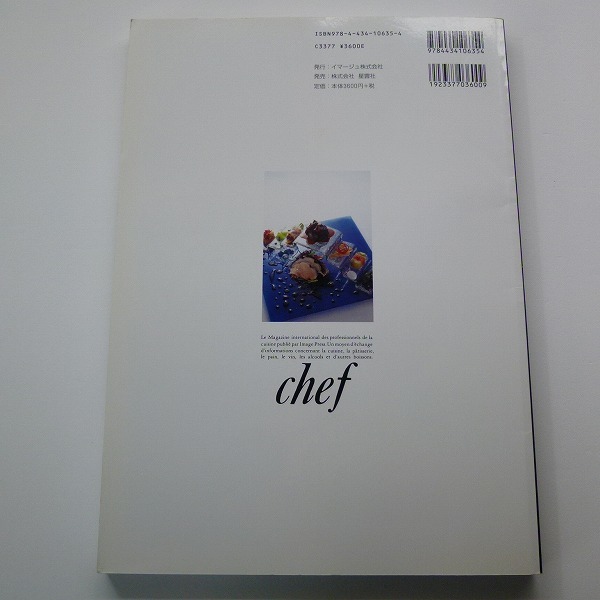 ISBN978-4-434-10635-4
C3377 ¥3600E
発行：イマージュ株式会社
発売：株式会社 星雲社
定価：本体3600円+税
9784434106354
1923377036009
Le Magazine international des professionnels de la
cuisine publié par Image Press. Un moyen d'échange
d'informations concernant la cuisine, la pâtisserie,
le pain, le vin, les alcools et d'autres boissons.
chef